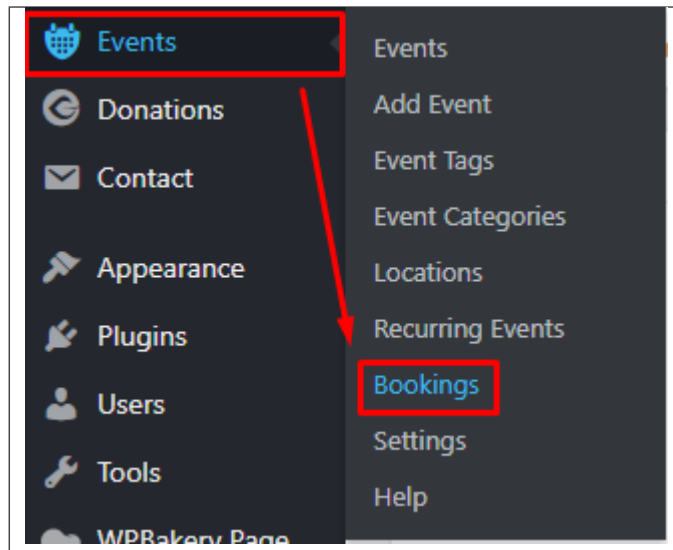 Events
Donations
Contact
Appearance
Plugins
Users
Tools
WPBakery Page
Events
Add Event
Event Tags
Event Categories
Locations
Recurring Events
Bookings
Settings
Help